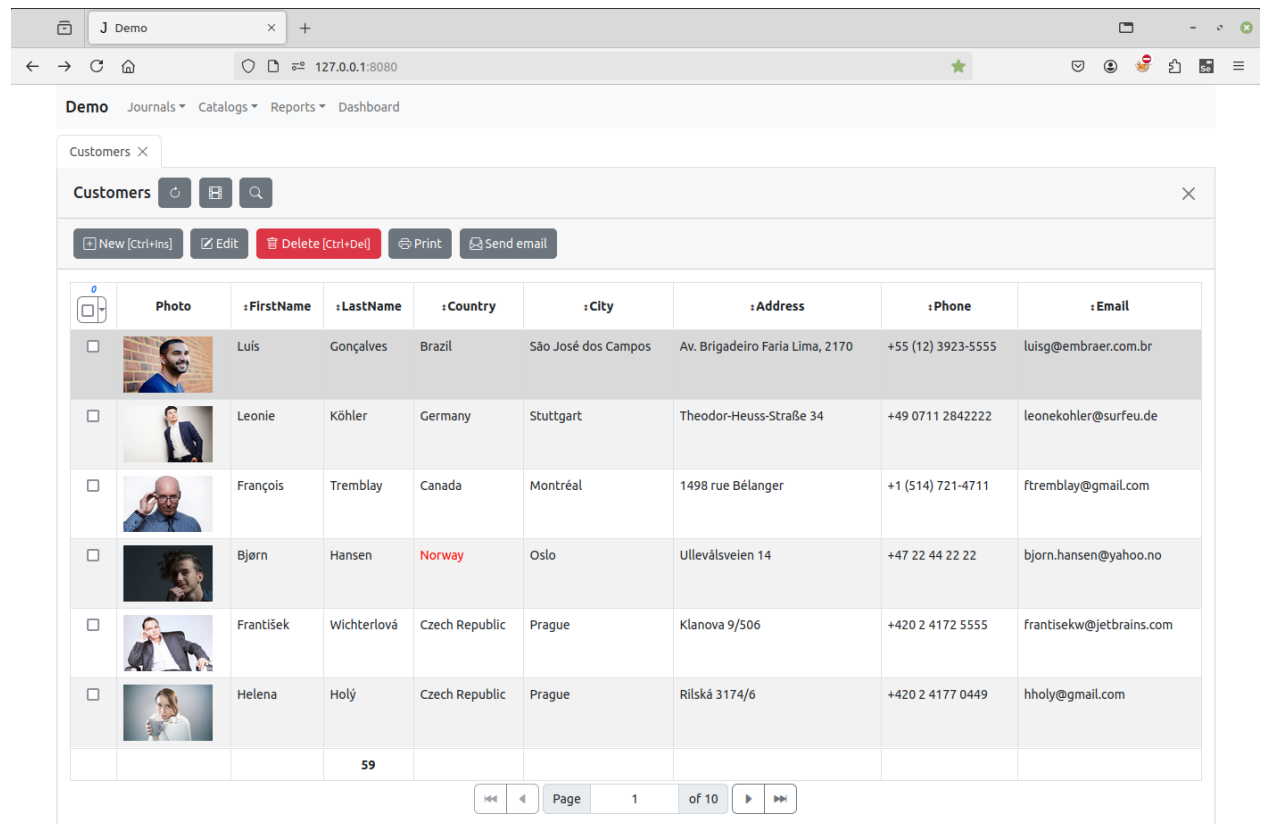 J Demo
127.0.0.1:8080
Demo Journals Catalogs Reports Dashboard
Customers
Customers
New [Ctrl+Ins] Edit Delete [Ctrl+Del] Print Send email
0
Photo FirstName LastName Country City Address Phone Email
Luís Gonçalves Brazil São José dos Campos Av. Brigadeiro Faria Lima, 2170 +55 (12) 3923-5555 luisg@embraer.com.br
Leonie Köhler Germany Stuttgart Theodor-Heuss-Straße 34 +49 0711 2842222 leonekohler@surfeu.de
François Tremblay Canada Montréal 1498 rue Bélanger +1 (514) 721-4711 ftremblay@gmail.com
Bjørn Hansen Norway Oslo Ullevålsveien 14 +47 22 44 22 22 bjorn.hansen@yahoo.no
František Wichterlová Czech Republic Prague Klanova 9/506 +420 2 4172 5555 frantisekw@jetbrains.com
Helena Holý Czech Republic Prague Rilská 3174/6 +420 2 4177 0449 hholy@gmail.com
59
Page 1 of 10